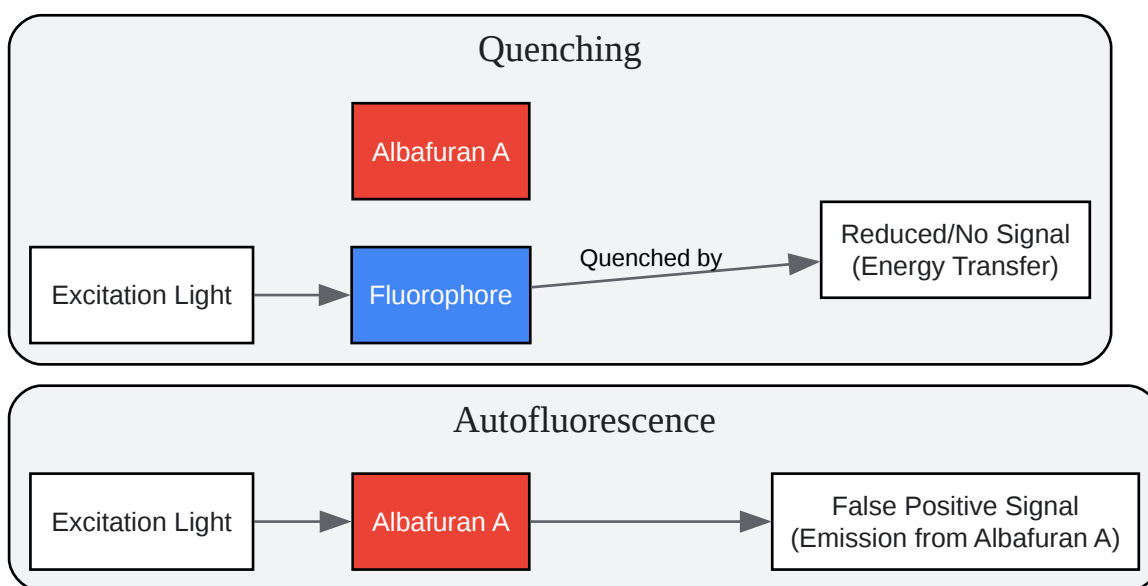 Quenching
Albafuran A
Excitation Light
Fluorophore
Quenched by
Reduced/No Signal
(Energy Transfer)
Autofluorescence
Excitation Light
Albafuran A
False Positive Signal
(Emission from Albafuran A)